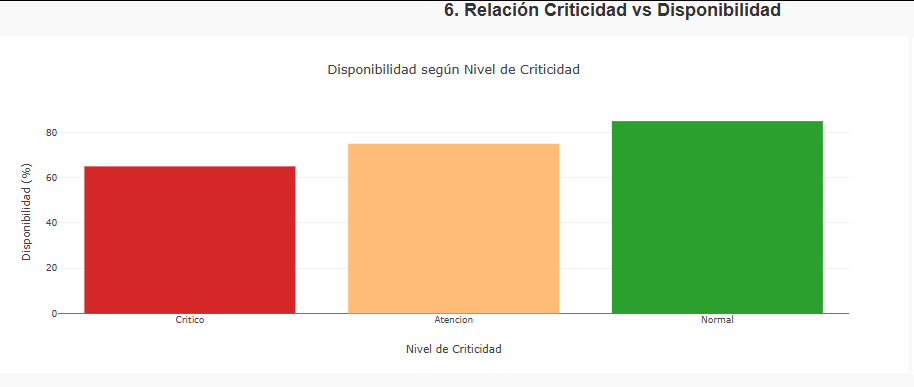 6. Relación Criticidad vs Disponibilidad
Disponibilidad según Nivel de Criticidad
Disponibilidad (%)
80
60
40
20
0
Critico
Atencion
Normal
Nivel de Criticidad